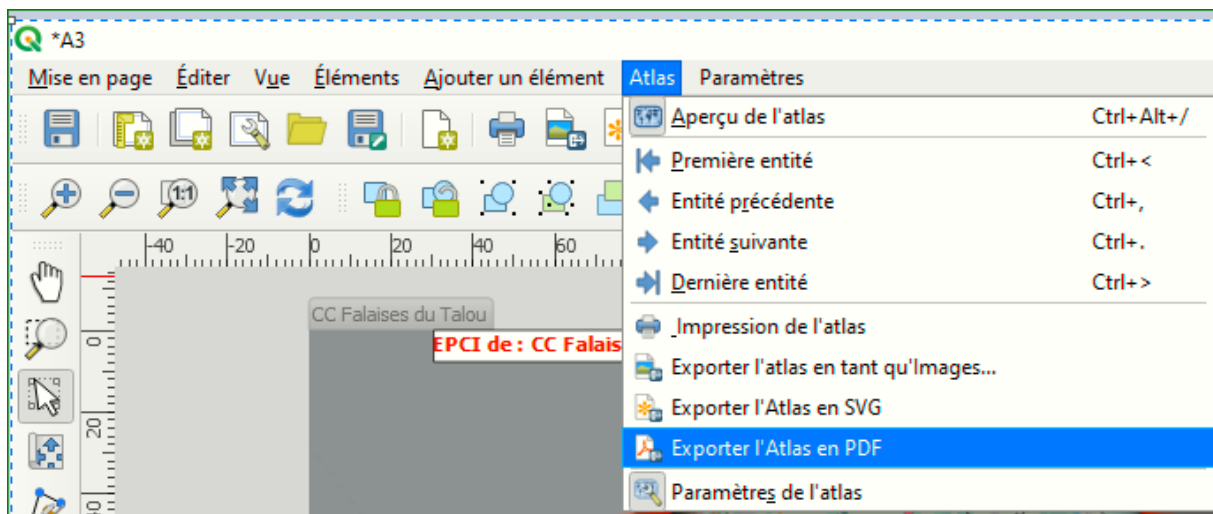 *A3
Mise en page Éditer Vue Éléments Ajouter un élément Atlas Paramètres
Aperçu de l'atlas Ctrl+Alt+/
Première entité Ctrl+<
Entité précédente Ctrl+,
Entité suivante Ctrl+.
Dernière entité Ctrl+>
Impression de l'atlas
Exporter l'atlas en tant qu'Images...
Exporter l'Atlas en SVG
Exporter l'Atlas en PDF
Paramètres de l'atlas
1:1
-40 -20 0 20 40 60
CC Falaises du Talou
EPCI de : CC Falais
0
20